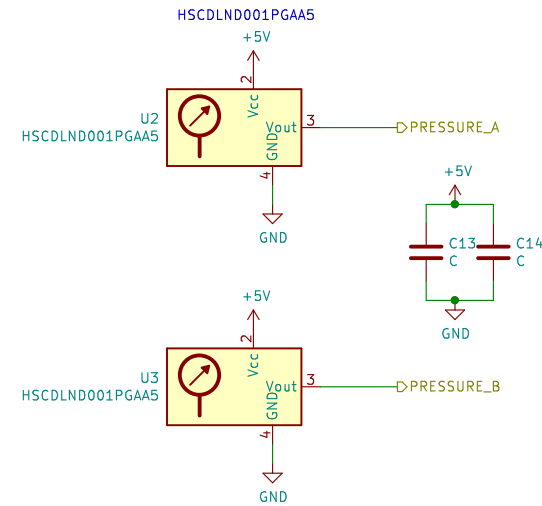 HSCDLND001PGAA5
+5V
2
Vcc
U2
HSCDLND001PGAA5
Vout
3
PRESSURE_A
GND
4
GND
+5V
C13
C
C14
C
GND
+5V
2
Vcc
U3
HSCDLND001PGAA5
Vout
3
PRESSURE_B
GND
4
GND